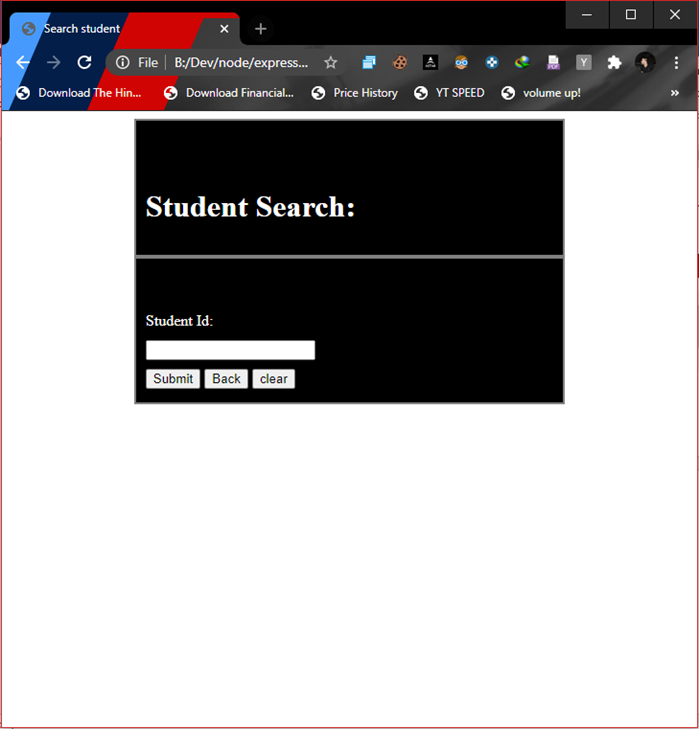 Search student
File B:/Dev/node/express...
Download The Hin... Download Financial... Price History YT SPEED volume up!
Student Search:
Student Id:
Submit Back clear